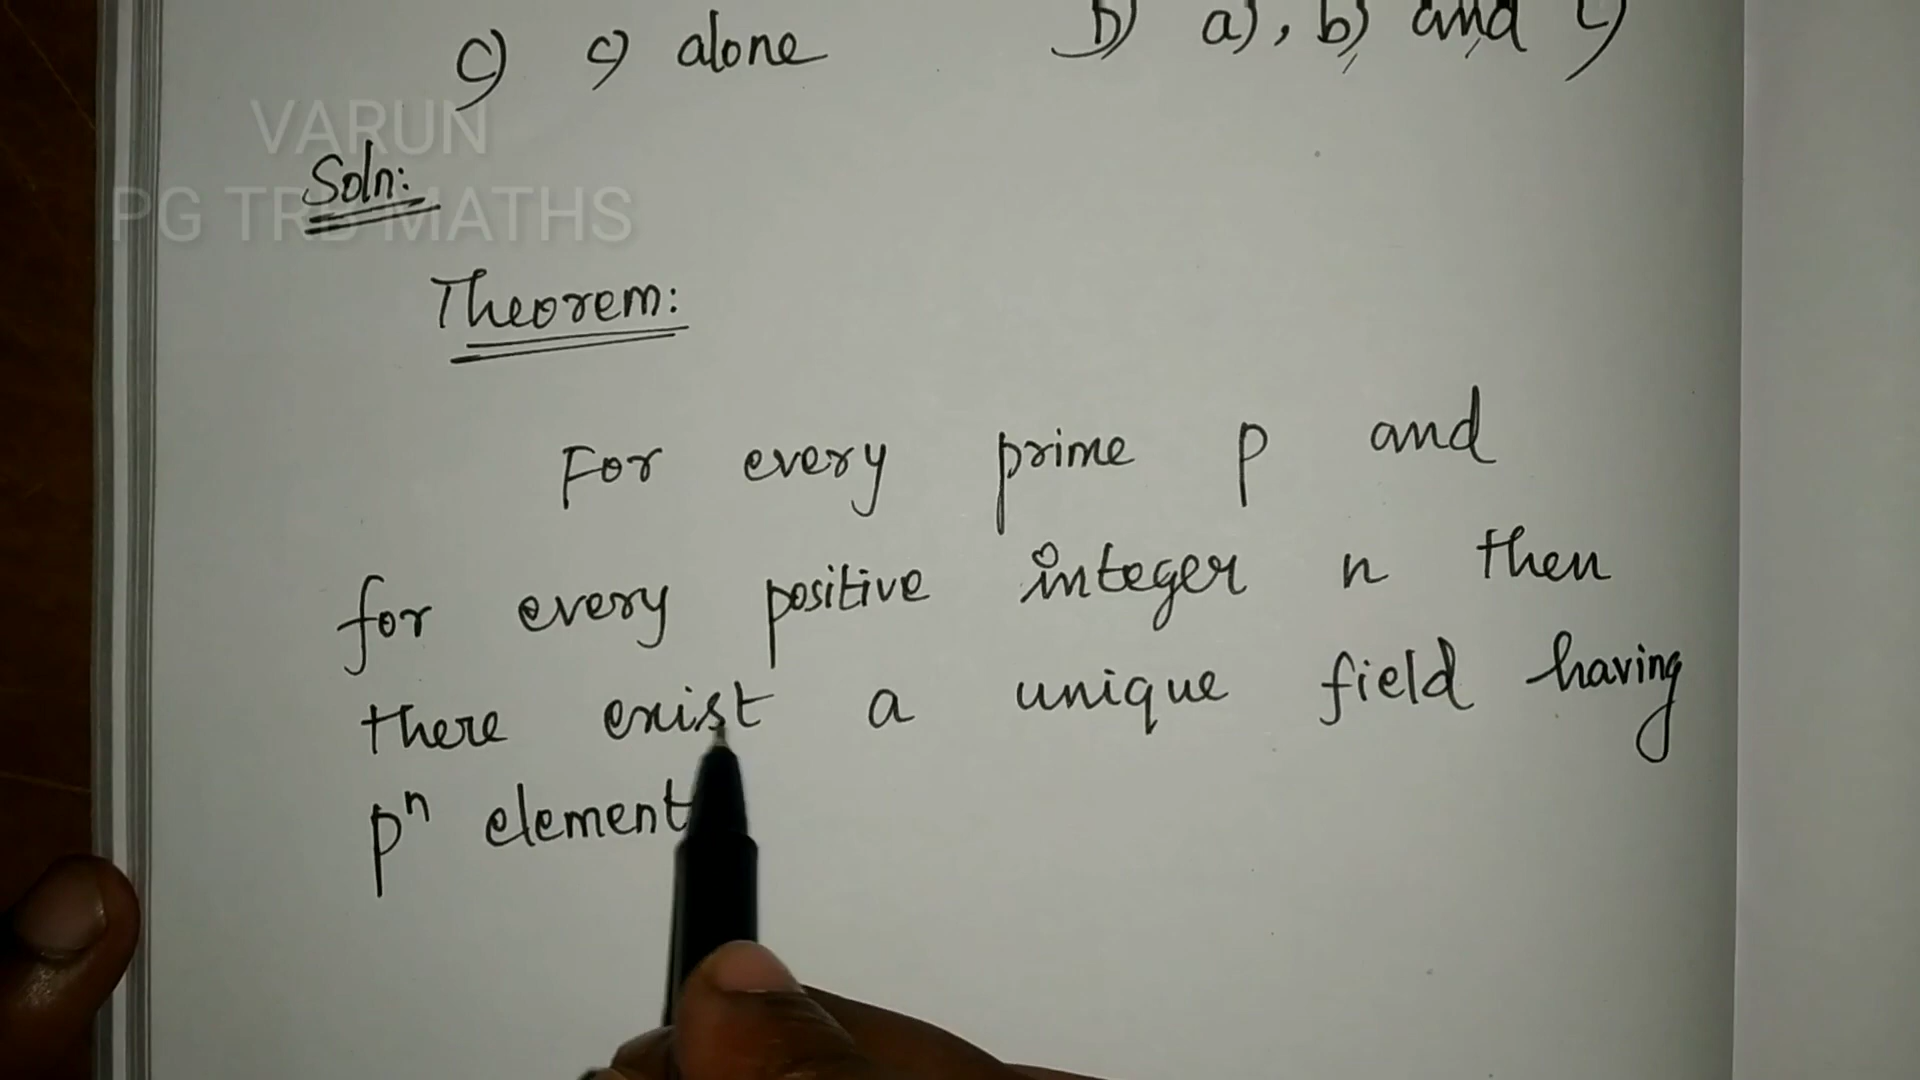 c) c) alone D) a), b) and c)
VARUN
Soln:
PG TRB MATHS
Theorem:
For every prime p and
for every positive integer n then
there exist a unique field having
pⁿ element